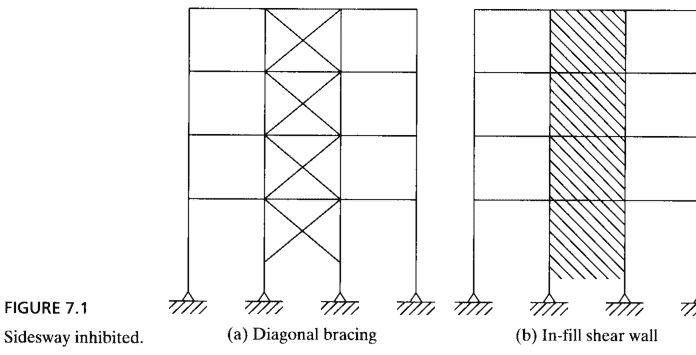 FIGURE 7.1
Sidesway inhibited.
(a) Diagonal bracing
(b) In-fill shear wall